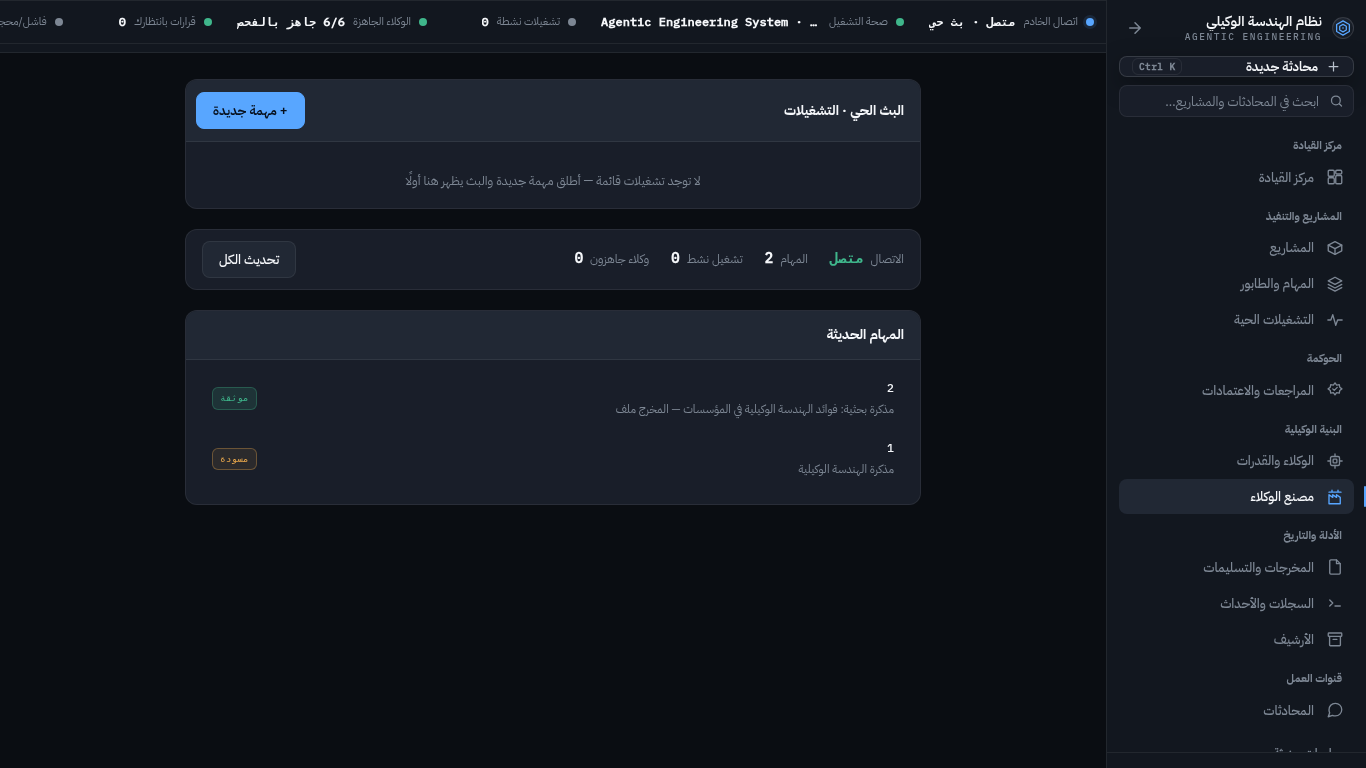 نظام الهندسة الوكيلي
AGENTIC ENGINEERING
محادثة جديدة
Ctrl K
ابحث في المحادثات والمشاريع...
مركز القيادة
مركز القيادة
المشاريع والتنفيذ
المشاريع
المهام والطابور
التشغيلات الحية
الحوكمة
المراجعات والاعتمادات
البنية الوكيلية
الوكلاء والقدرات
مصنع الوكلاء
الأدلة والتاريخ
المخرجات والتسليمات
السجلات والأحداث
الأرشيف
قنوات العمل
المحادثات
اتصال الخادم متصل · بث حي
صحة التشغيل Agentic Engineering System · …
تشغيلات نشطة 0
الوكلاء الجاهزة 6/6 جاهز بالفحص
قرارات بانتظارك 0
البث الحي · التشغيلات
+ مهمة جديدة
لا توجد تشغيلات قائمة — أطلق مهمة جديدة والبث يظهر هنا أولًا
الاتصال متصل المهام 2 تشغيل نشط 0 وكلاء جاهزون 0
تحديث الكل
المهام الحديثة
2
مذكرة بحثية: فوائد الهندسة الوكيلية في المؤسسات — المخرج ملف
موثقة
1
مذكرة الهندسة الوكيلية
مسودة